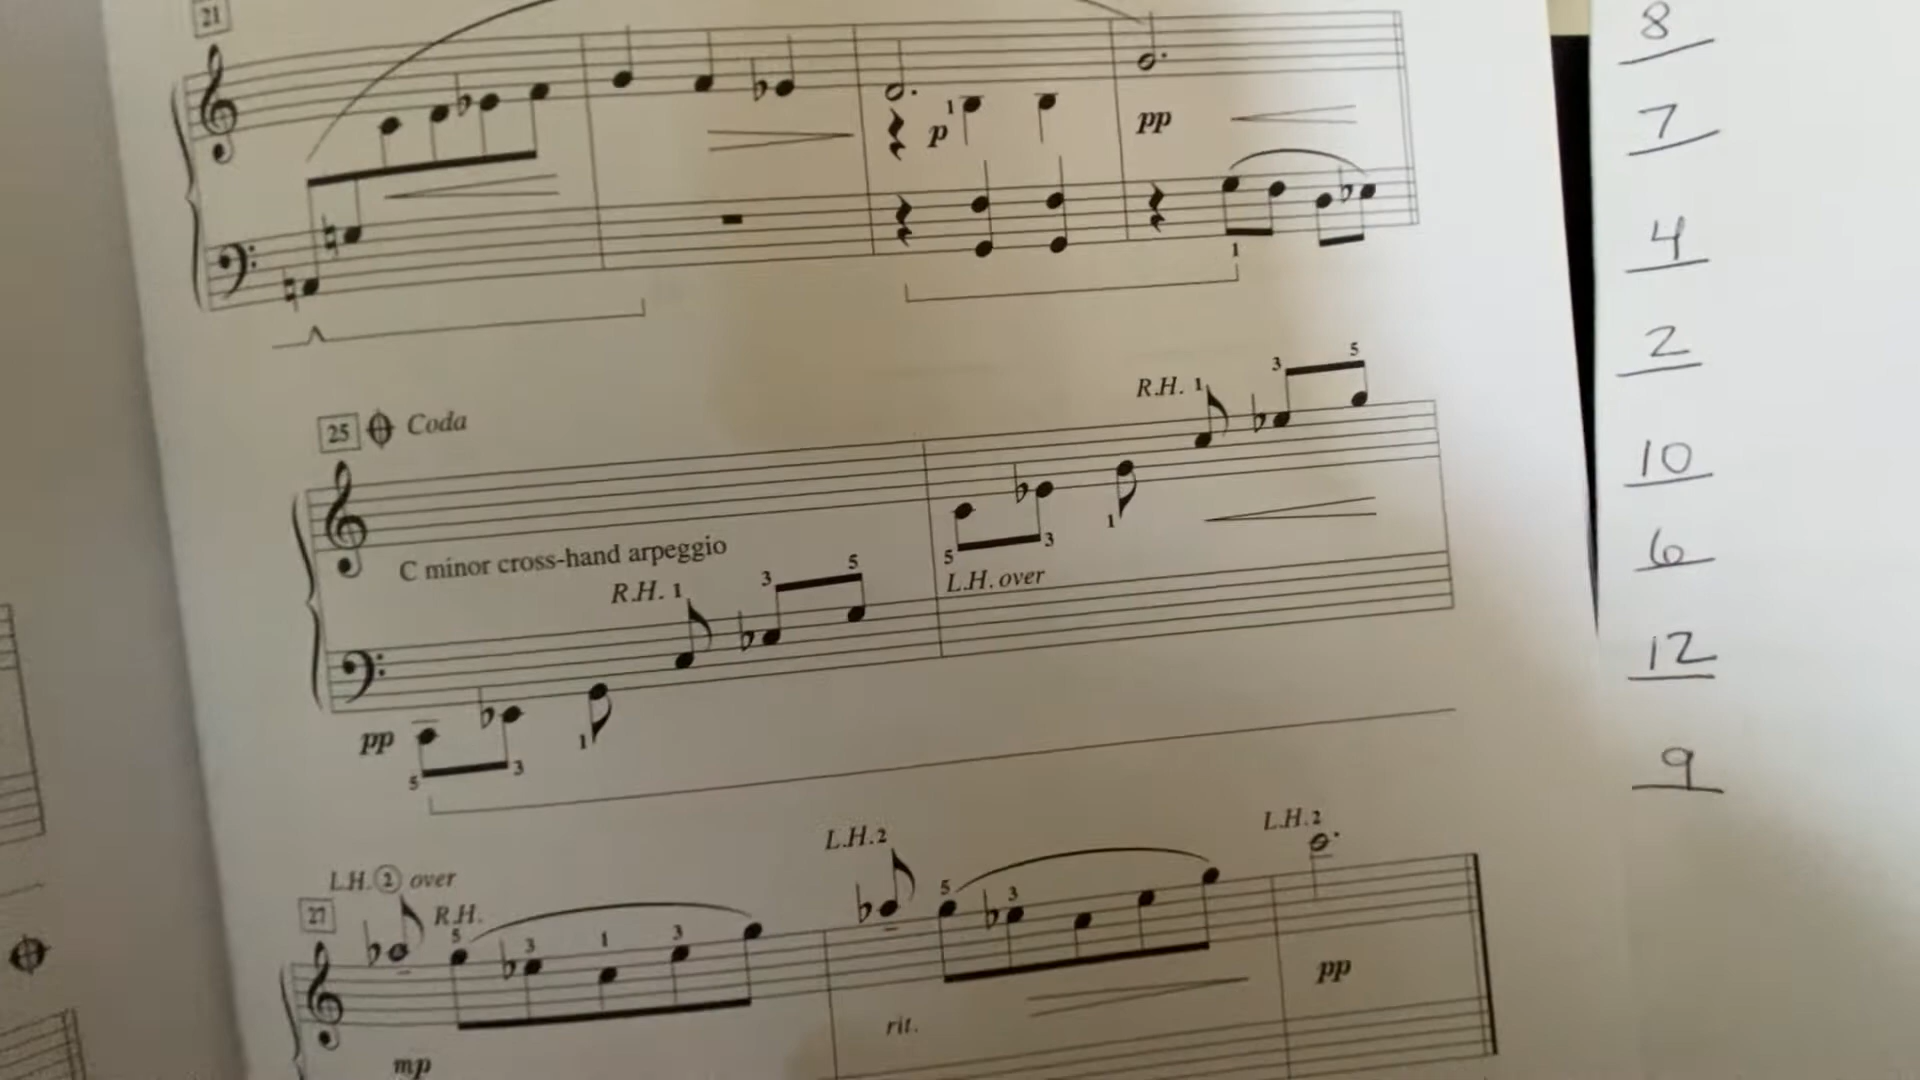 21
1
p
pp
1
25 Coda
R.H. 1 3 5
C minor cross-hand arpeggio
R.H. 1 3 5
5 3 1
L.H. over
pp
5 3 1
L.H. 2 over
L.H. 2
L.H. 2
27
R.H.
5 3 1 3
5 3
pp
rit.
mp
8
7
4
2
10
6
12
9